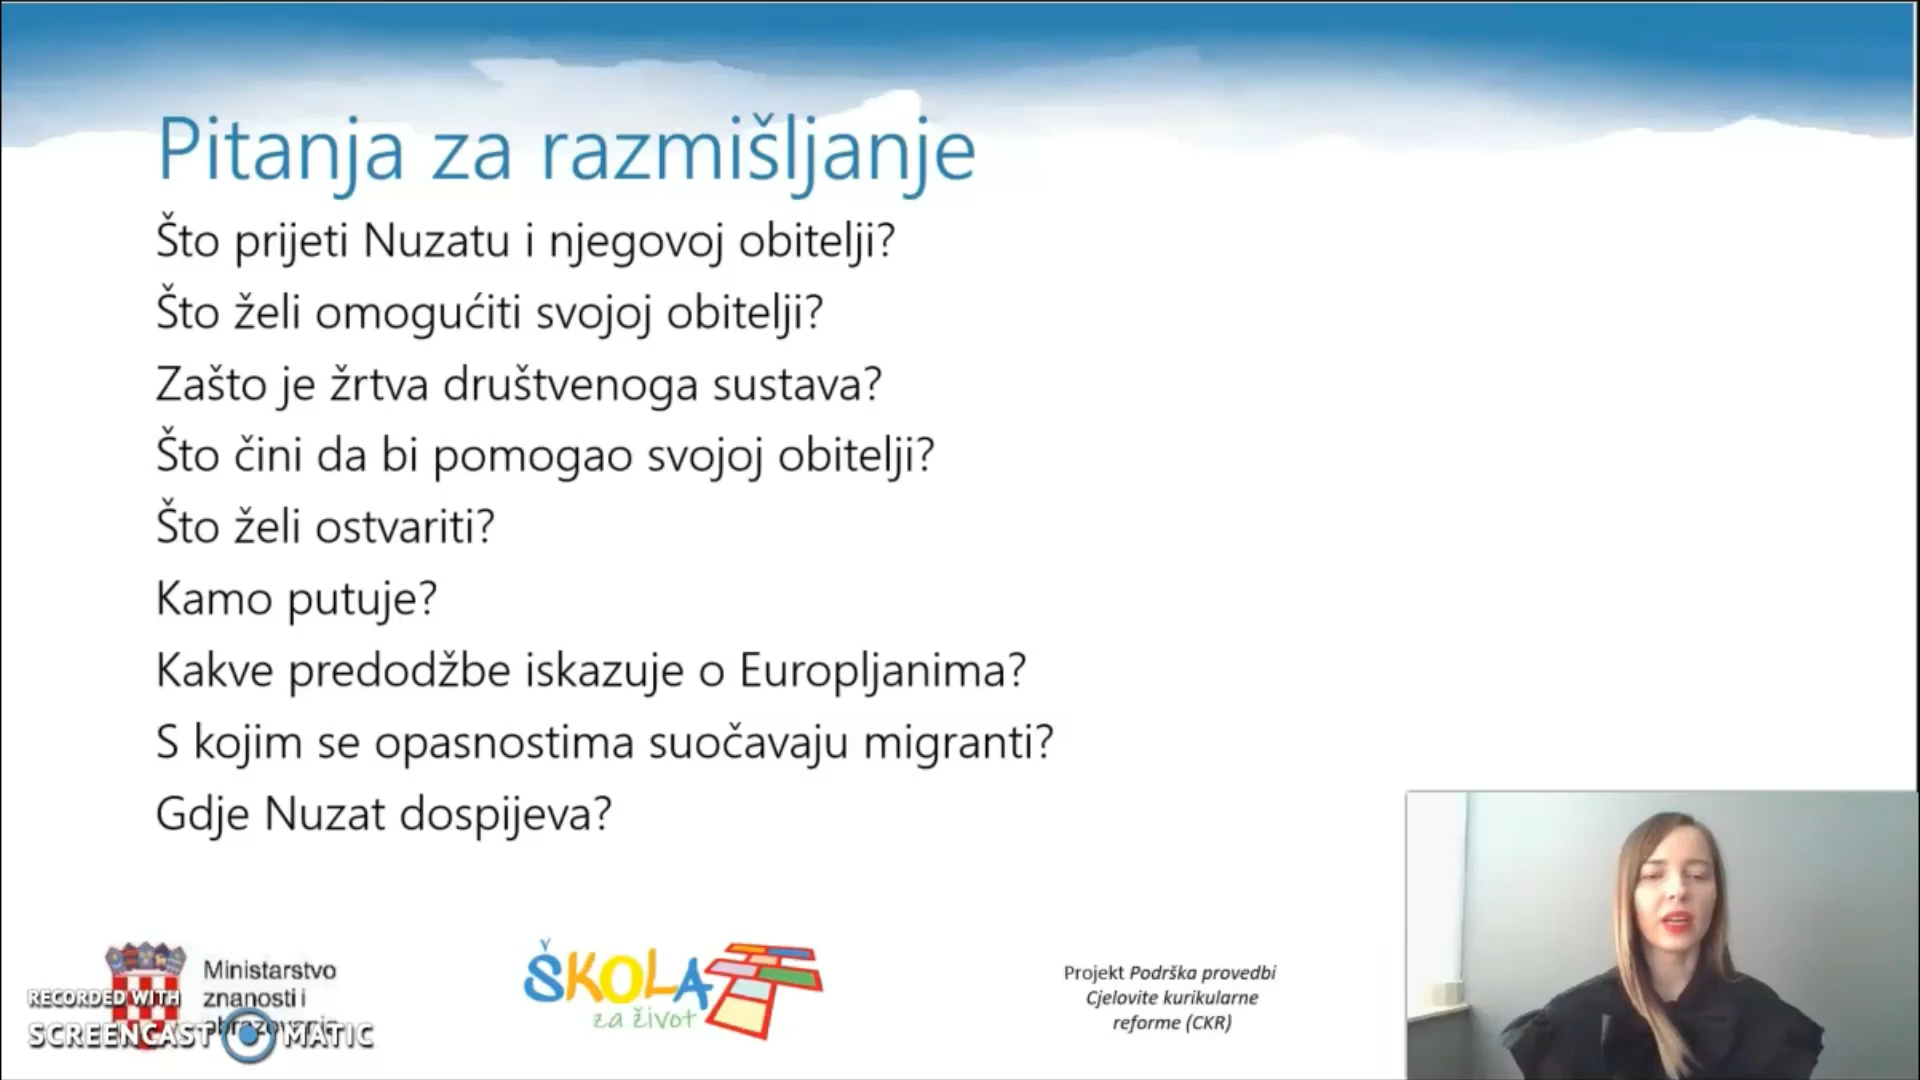 Pitanja za razmišljanje
Što prijeti Nuzatu i njegovoj obitelji?
Što želi omogućiti svojoj obitelji?
Zašto je žrtva društvenoga sustava?
Što čini da bi pomogao svojoj obitelji?
Što želi ostvariti?
Kamo putuje?
Kakve predodžbe iskazuje o Europljanima?
S kojim se opasnostima suočavaju migranti?
Gdje Nuzat dospijeva?
Ministarstvo
znanosti i
obrazovanja
RECORDED WITH
SCREENCAST MATIC
ŠKOLA
za život
Projekt Podrška provedbi
Cjelovite kurikularne
reforme (CKR)